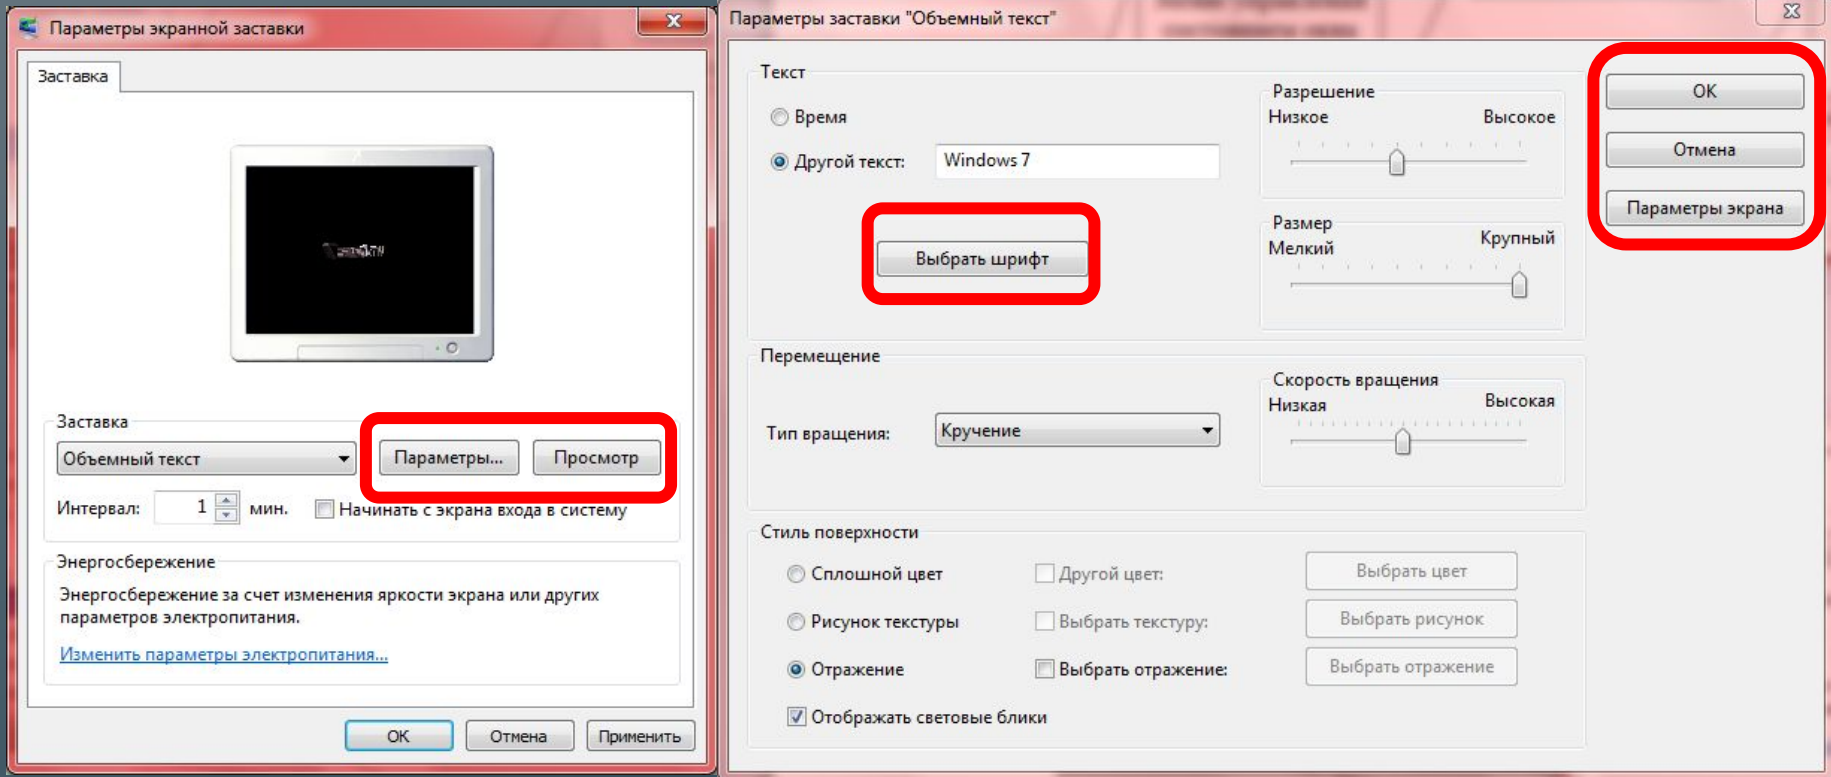 Параметры экранной заставки
Заставка
Заставка
Объемный текст
Параметры...
Просмотр
Интервал:
1
мин.
Начинать с экрана входа в систему
Энергосбережение
Энергосбережение за счет изменения яркости экрана или других
параметров электропитания.
Изменить параметры электропитания...
ОК
Отмена
Применить
Параметры заставки "Объемный текст"
Текст
Время
Другой текст:
Windows 7
Выбрать шрифт
Разрешение
Низкое
Высокое
Размер
Мелкий
Крупный
ОК
Отмена
Параметры экрана
Перемещение
Тип вращения:
Кручение
Скорость вращения
Низкая
Высокая
Стиль поверхности
Сплошной цвет
Другой цвет:
Выбрать цвет
Рисунок текстуры
Выбрать текстуру:
Выбрать рисунок
Отражение
Выбрать отражение:
Выбрать отражение
Отображать световые блики